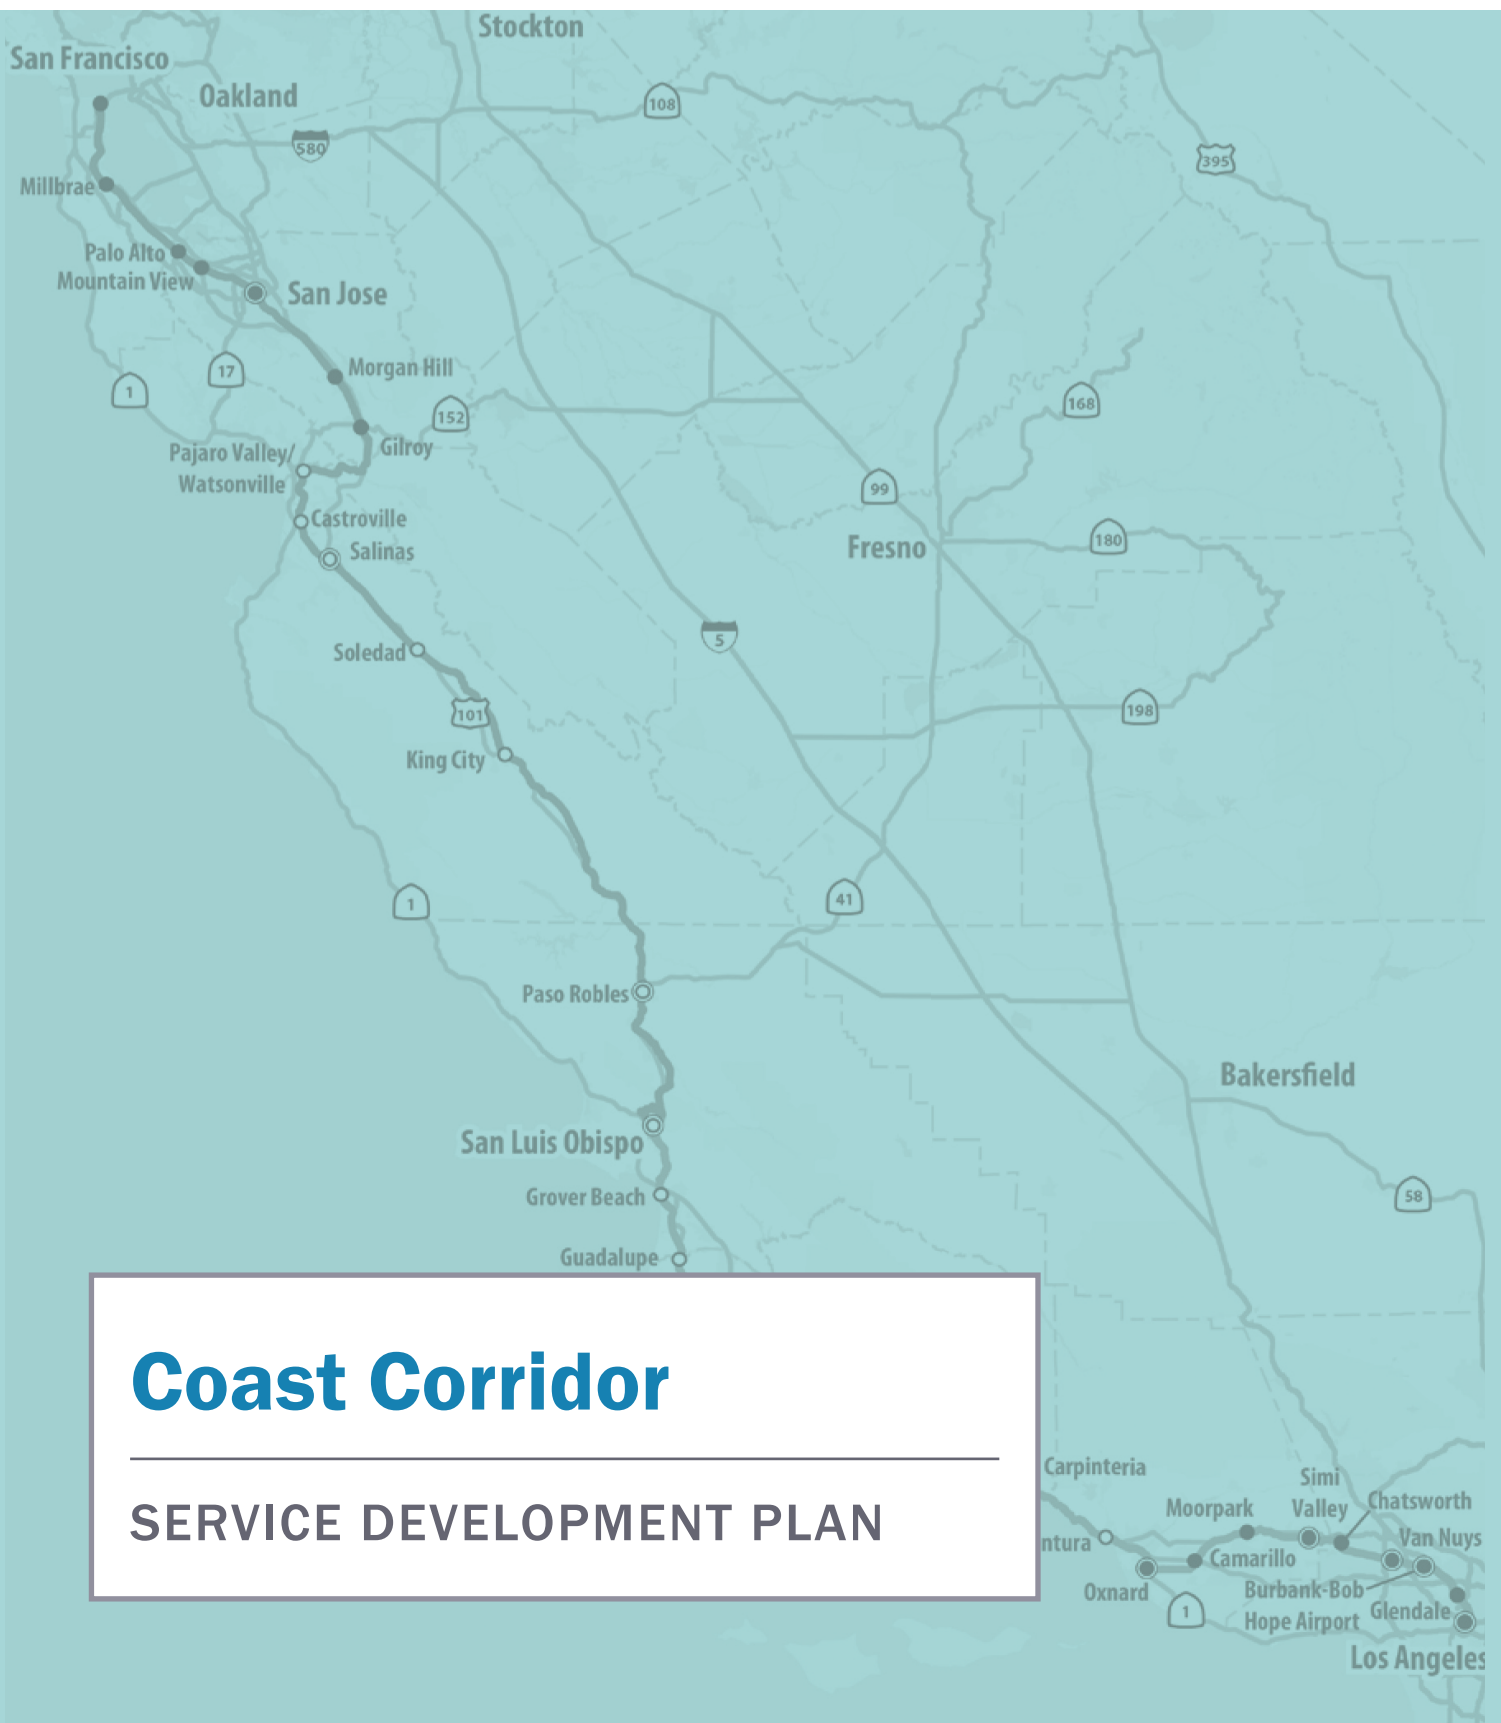 Stockton
San Francisco
Oakland
108
580
395
Millbrae
Palo Alto
Mountain View
San Jose
17
Morgan Hill
1
168
152
Gilroy
Pajaro Valley/
Watsonville
99
Castroville
Fresno
180
Salinas
5
Soledad
101
198
King City
1
41
Paso Robles
Bakersfield
San Luis Obispo
58
Grover Beach
Guadalupe
Coast Corridor
SERVICE DEVELOPMENT PLAN
Carpinteria
Simi
Valley
Chatsworth
Moorpark
Van Nuys
ntura
Camarillo
Oxnard
Burbank-Bob
Hope Airport
1
Glendale
Los Angeles